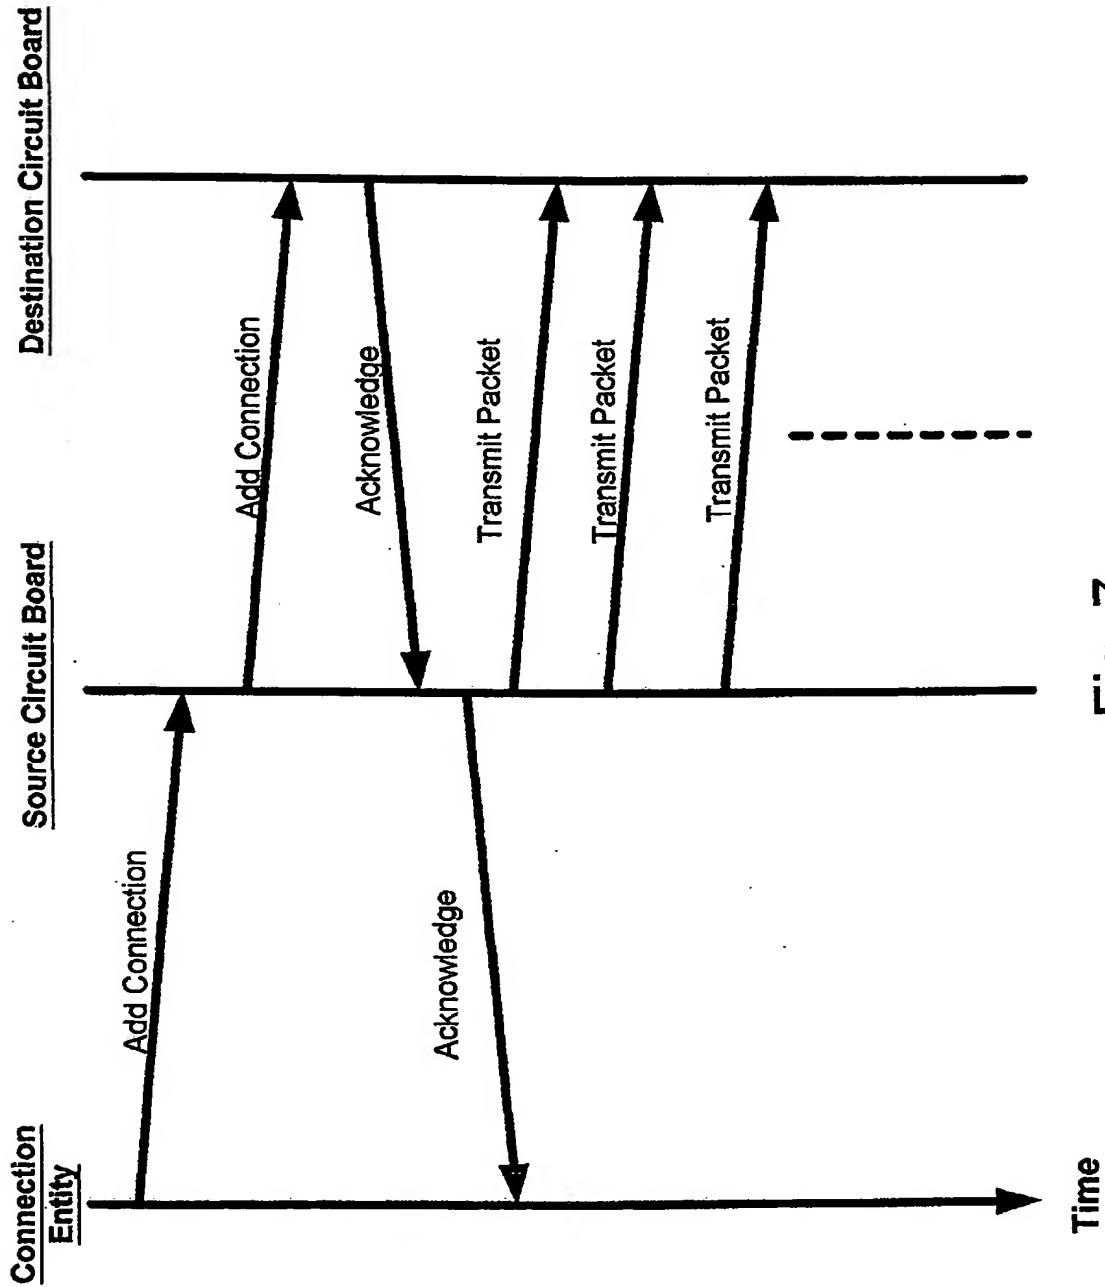 Connection
Entity
Source Circuit Board
Destination Circuit Board
Add Connection
Add Connection
Acknowledge
Acknowledge
Transmit Packet
Transmit Packet
Transmit Packet
Time